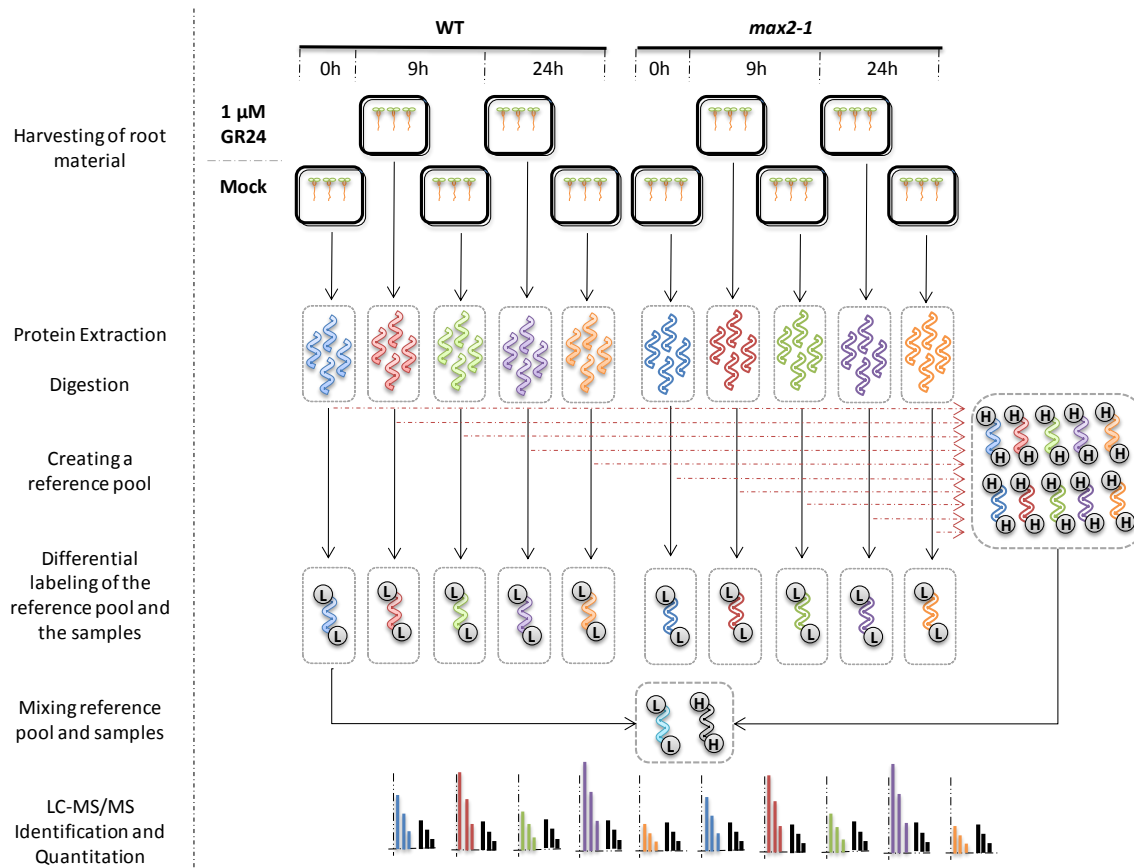 WT
max2-1
0h
9h
24h
0h
9h
24h
1 µM
GR24
Mock
Harvesting of root
material
Protein Extraction
Digestion
Creating a
reference pool
H H H H H
H H H H H
H H H H H
H H H H H
Differential
labeling of the
reference pool and
the samples
L L L L L L L L L L
L L L L L L L L L L
Mixing reference
pool and samples
L H
L H
LC-MS/MS
Identification and
Quantitation